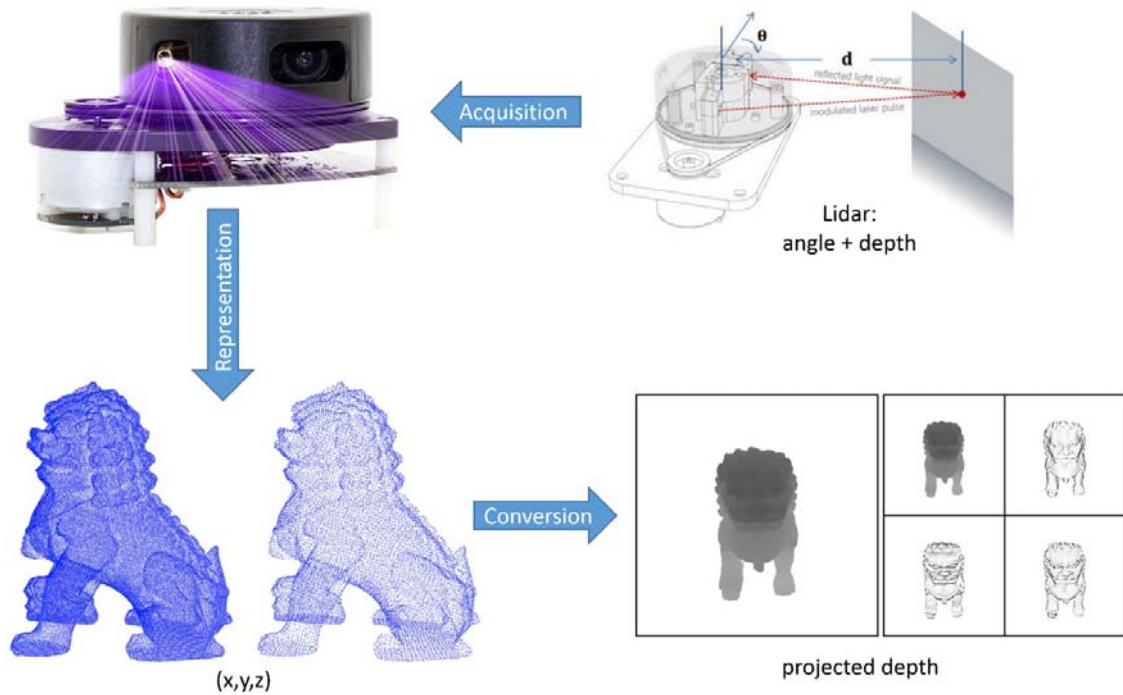 θ
d
reflected light signal
modulated laser pulse
Acquisition
Lidar:
angle + depth
Representation
Conversion
(x,y,z)
projected depth